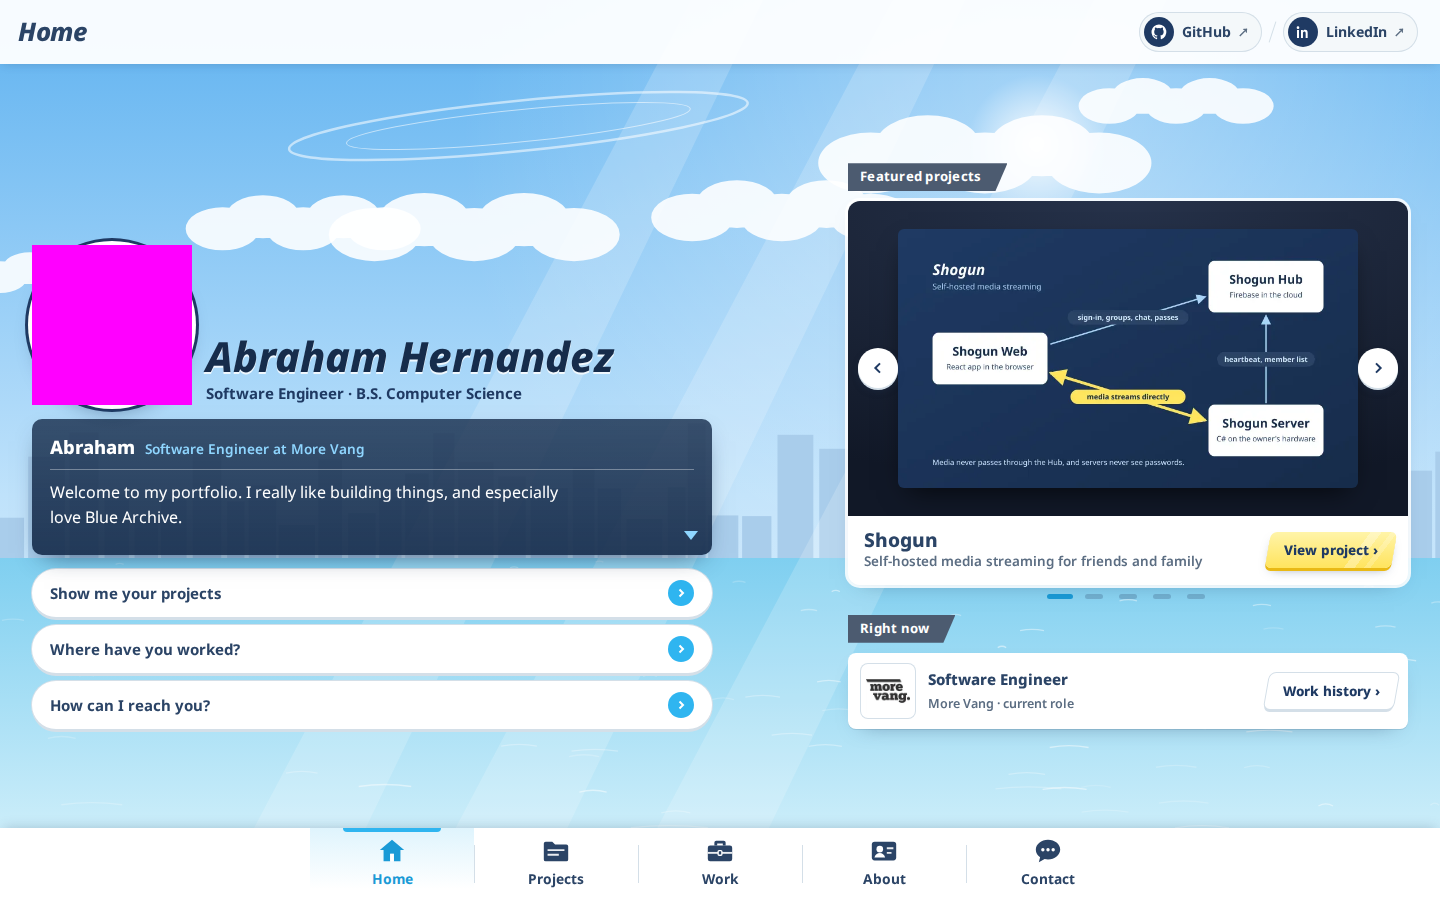 Home
GitHub ↗
LinkedIn ↗
Abraham Hernandez
Software Engineer · B.S. Computer Science
Abraham Software Engineer at More Vang
Welcome to my portfolio. I really like building things, and especially
love Blue Archive.
Show me your projects
Where have you worked?
How can I reach you?
Featured projects
Shogun
Self-hosted media streaming
Shogun Hub
Firebase in the cloud
sign-in, groups, chat, passes
Shogun Web
React app in the browser
heartbeat, member list
media streams directly
Shogun Server
C# on the owner's hardware
Media never passes through the Hub, and servers never see passwords.
Shogun
Self-hosted media streaming for friends and family
View project ›
Right now
more
vang.
Software Engineer
More Vang · current role
Work history ›
Home
Projects
Work
About
Contact